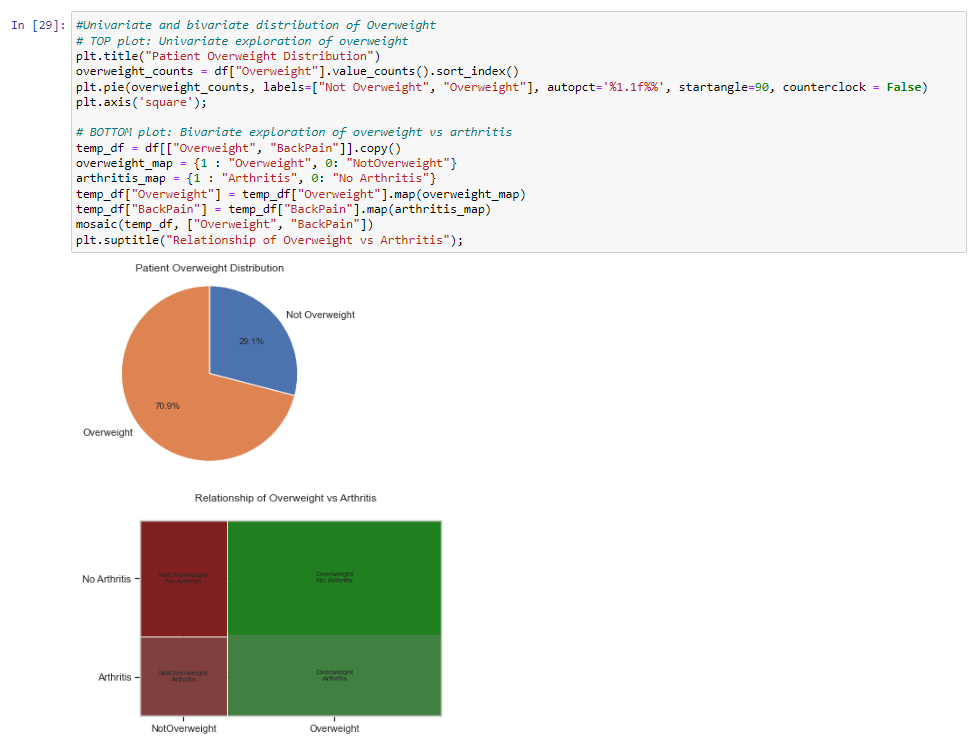 In [29]:
#Univariate and bivariate distribution of Overweight
# TOP plot: Univariate exploration of overweight
plt.title("Patient Overweight Distribution")
overweight_counts = df["Overweight"].value_counts().sort_index()
plt.pie(overweight_counts, labels=["Not Overweight", "Overweight"], autopct='%1.1f%%', startangle=90, counterclock = False)
plt.axis('square');
# BOTTOM plot: Bivariate exploration of overweight vs arthritis
temp_df = df[["Overweight", "BackPain"]].copy()
overweight_map = {1 : "Overweight", 0: "NotOverweight"}
arthritis_map = {1 : "Arthritis", 0: "No Arthritis"}
temp_df["Overweight"] = temp_df["Overweight"].map(overweight_map)
temp_df["BackPain"] = temp_df["BackPain"].map(arthritis_map)
mosaic(temp_df, ["Overweight", "BackPain"])
plt.suptitle("Relationship of Overweight vs Arthritis");
Patient Overweight Distribution
Not Overweight
29.1%
70.9%
Overweight
Relationship of Overweight vs Arthritis
No Arthritis
NotOverweight
No Arthritis
Overweight
No Arthritis
Arthritis
NotOverweight
Arthritis
Overweight
Arthritis
NotOverweight
Overweight